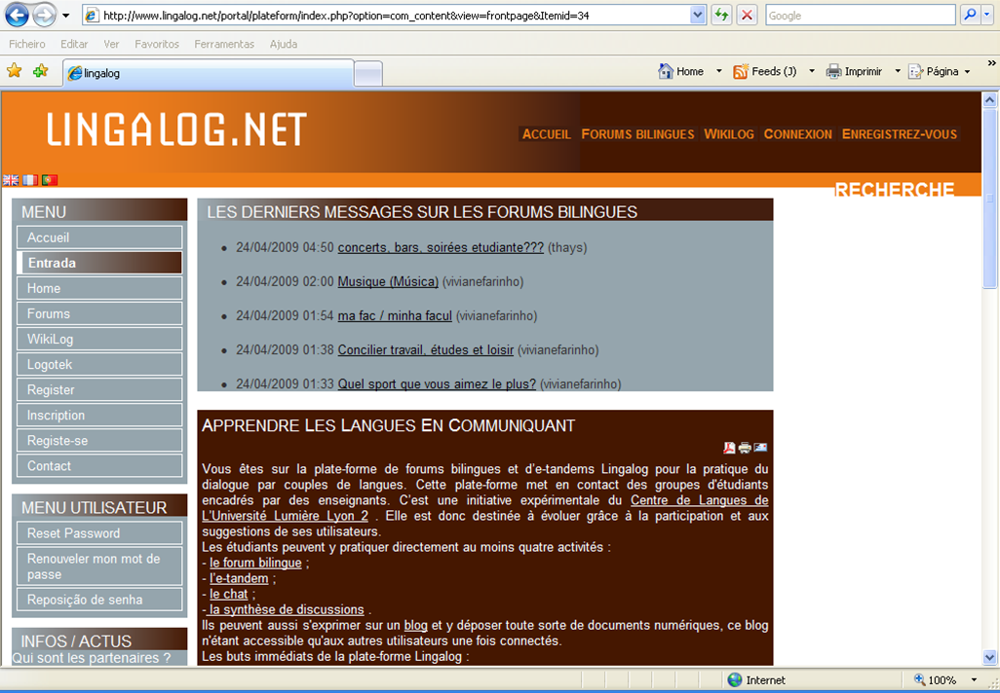 http://www.lingalog.net/portal/plateform/index.php?option=com_content&view=frontpage&Itemid=34
Google
Ficheiro Editar Ver Favoritos Ferramentas Ajuda
lingalog
Home Feeds (J) Imprimir Página »
LINGALOG.NET
ACCUEIL FORUMS BILINGUES WIKILOG CONNEXION ENREGISTREZ-VOUS
RECHERCHE
MENU
Accueil
Entrada
Home
Forums
WikiLog
Logotek
Register
Inscription
Registe-se
Contact
MENU UTILISATEUR
Reset Password
Renouveler mon mot de
passe
Reposição de senha
INFOS / ACTUS
Qui sont les partenaires ?
LES DERNIERS MESSAGES SUR LES FORUMS BILINGUES
24/04/2009 04:50 concerts, bars, soirées etudiante??? (thays)
24/04/2009 02:00 Musique (Música) (vivianefarinho)
24/04/2009 01:54 ma fac / minha facul (vivianefarinho)
24/04/2009 01:38 Concilier travail, études et loisir (vivianefarinho)
24/04/2009 01:33 Quel sport que vous aimez le plus? (vivianefarinho)
APPRENDRE LES LANGUES EN COMMUNIQUANT
Vous êtes sur la plate-forme de forums bilingues et d'e-tandems Lingalog pour la pratique du
dialogue par couples de langues. Cette plate-forme met en contact des groupes d'étudiants
encadrés par des enseignants. C'est une initiative expérimentale du Centre de Langues de
L'Université Lumière Lyon 2 . Elle est donc destinée à évoluer grâce à la participation et aux
suggestions de ses utilisateurs.
Les étudiants peuvent y pratiquer directement au moins quatre activités :
- le forum bilingue ;
- l'e-tandem ;
- le chat ;
- la synthèse de discussions .
Ils peuvent aussi s'exprimer sur un blog et y déposer toute sorte de documents numériques, ce blog
n'étant accessible qu'aux autres utilisateurs une fois connectés.
Les buts immédiats de la plate-forme Lingalog :
Internet 100%